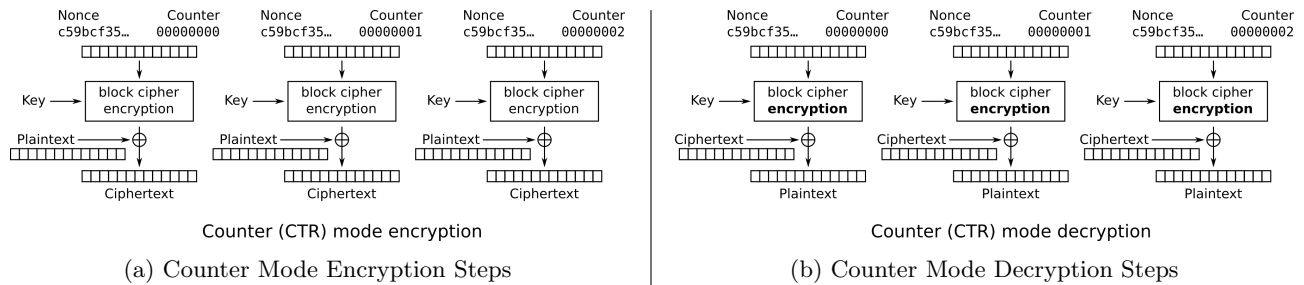 Nonce Counter Nonce Counter Nonce Counter
c59bcf35… 00000000 c59bcf35… 00000001 c59bcf35… 00000002
Key block cipher encryption Key block cipher encryption Key block cipher encryption
Plaintext Plaintext Plaintext
Ciphertext Ciphertext Ciphertext
Counter (CTR) mode encryption
(a) Counter Mode Encryption Steps
Nonce Counter Nonce Counter Nonce Counter
c59bcf35… 00000000 c59bcf35… 00000001 c59bcf35… 00000002
Key block cipher encryption Key block cipher encryption Key block cipher encryption
Ciphertext Ciphertext Ciphertext
Plaintext Plaintext Plaintext
Counter (CTR) mode decryption
(b) Counter Mode Decryption Steps